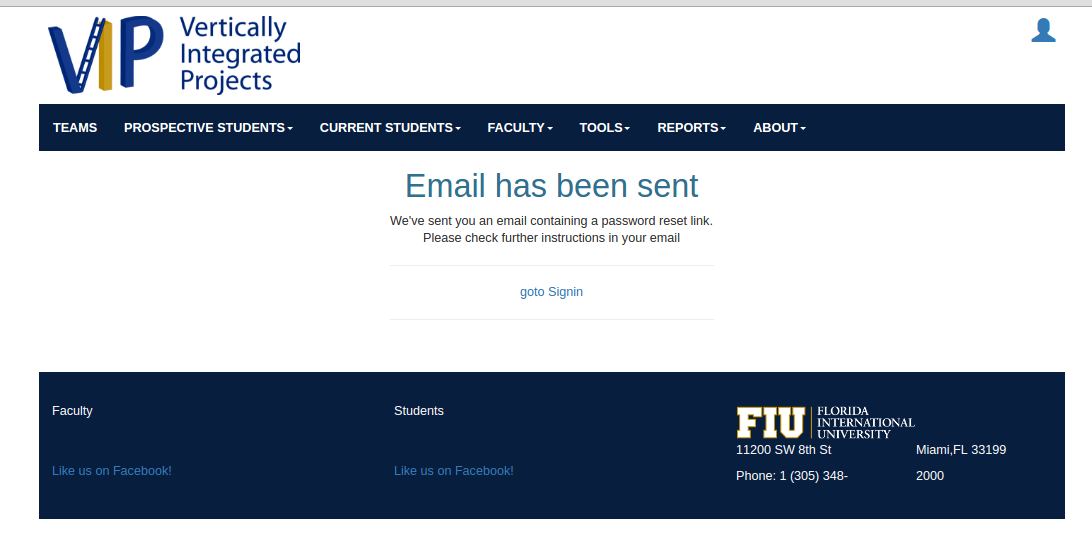 VIP Vertically
Integrated
Projects
TEAMS PROSPECTIVE STUDENTS CURRENT STUDENTS FACULTY TOOLS REPORTS ABOUT
Email has been sent
We've sent you an email containing a password reset link.
Please check further instructions in your email
goto Signin
Faculty
Like us on Facebook!
Students
Like us on Facebook!
FIU FLORIDA
INTERNATIONAL
UNIVERSITY
11200 SW 8th St Miami,FL 33199
Phone: 1 (305) 348- 2000